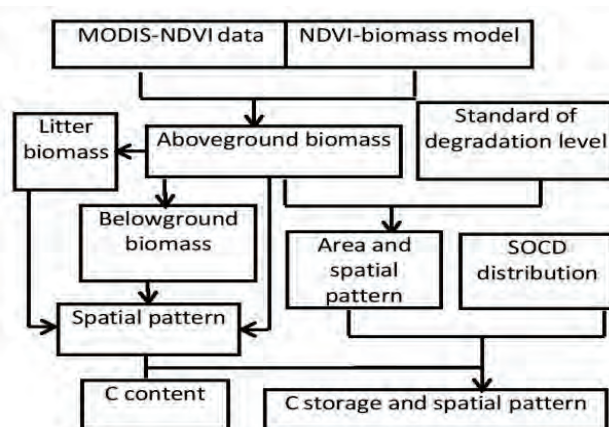 MODIS-NDVI data
NDVI-biomass model
Litter
biomass
Aboveground biomass
Standard of
degradation level
Belowground
biomass
Area and
spatial
pattern
SOCD
distribution
Spatial pattern
C content
C storage and spatial pattern